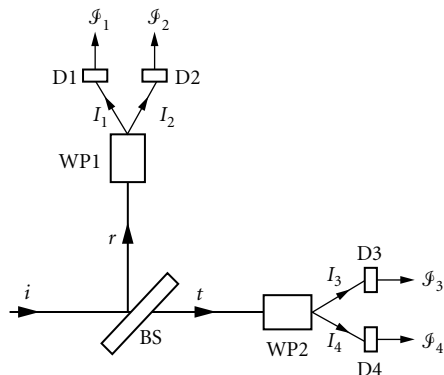 𝒥₁ 𝒥₂
D1 D2
I₁ I₂
WP1
r
i t
BS
WP2
I₃ D3 𝒥₃
I₄ D4 𝒥₄